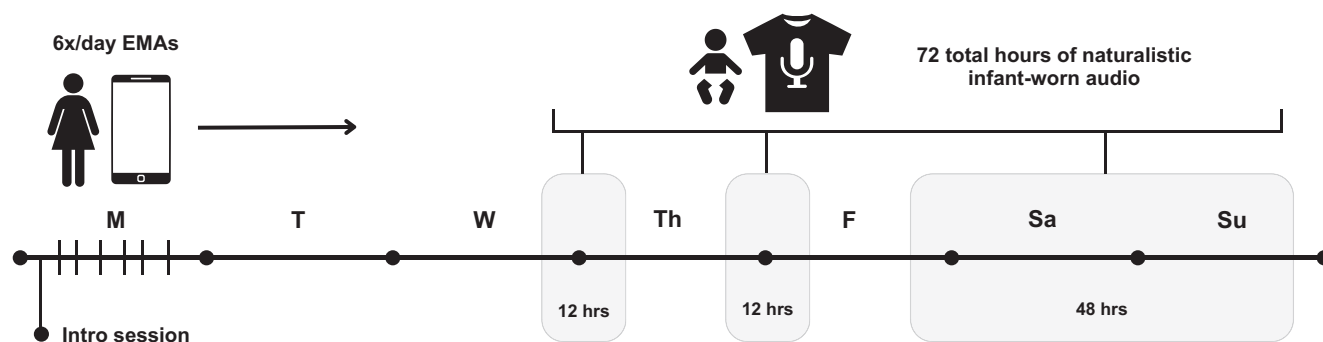 6x/day EMAs
72 total hours of naturalistic
infant-worn audio
M T W Th F Sa Su
12 hrs 12 hrs 48 hrs
Intro session